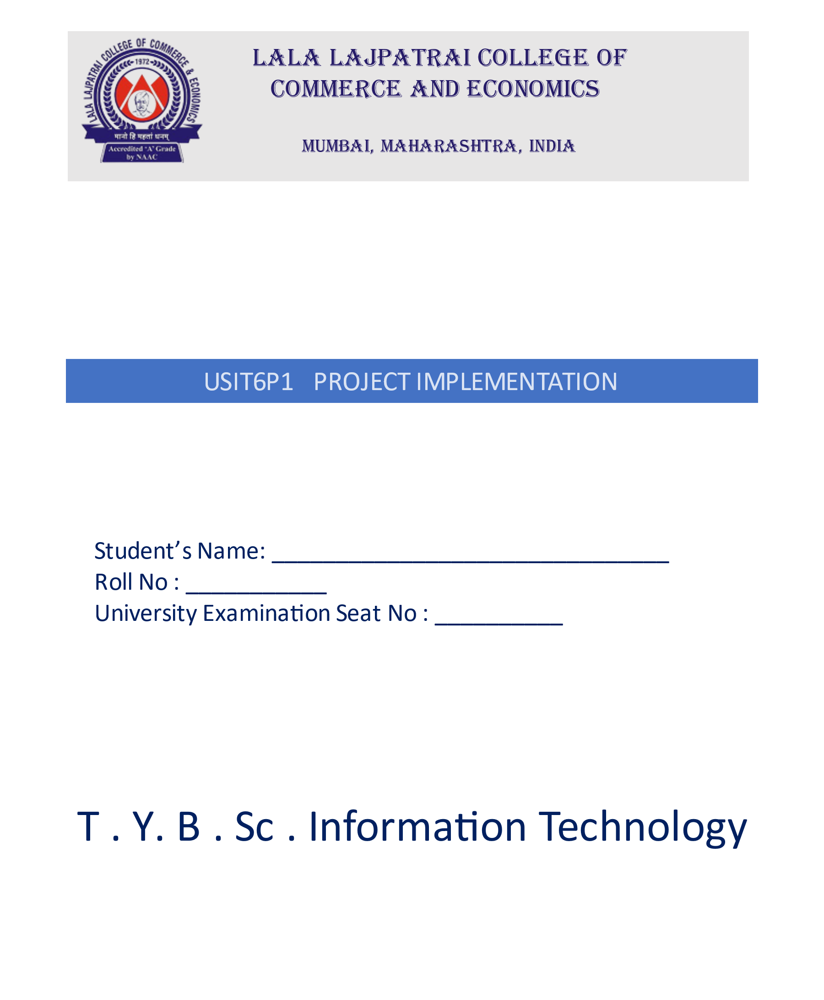 LALA LAJPATRAI COLLEGE OF COMMERCE & ECONOMICS
1972
मानो हि महतां धनम्
Accredited 'A' Grade
by NAAC
LALA LAJPATRAI COLLEGE OF
COMMERCE AND ECONOMICS
MUMBAI, MAHARASHTRA, INDIA
USIT6P1 PROJECT IMPLEMENTATION
Student’s Name: _______________________________
Roll No : ___________
University Examination Seat No : __________
T . Y. B . Sc . Information Technology